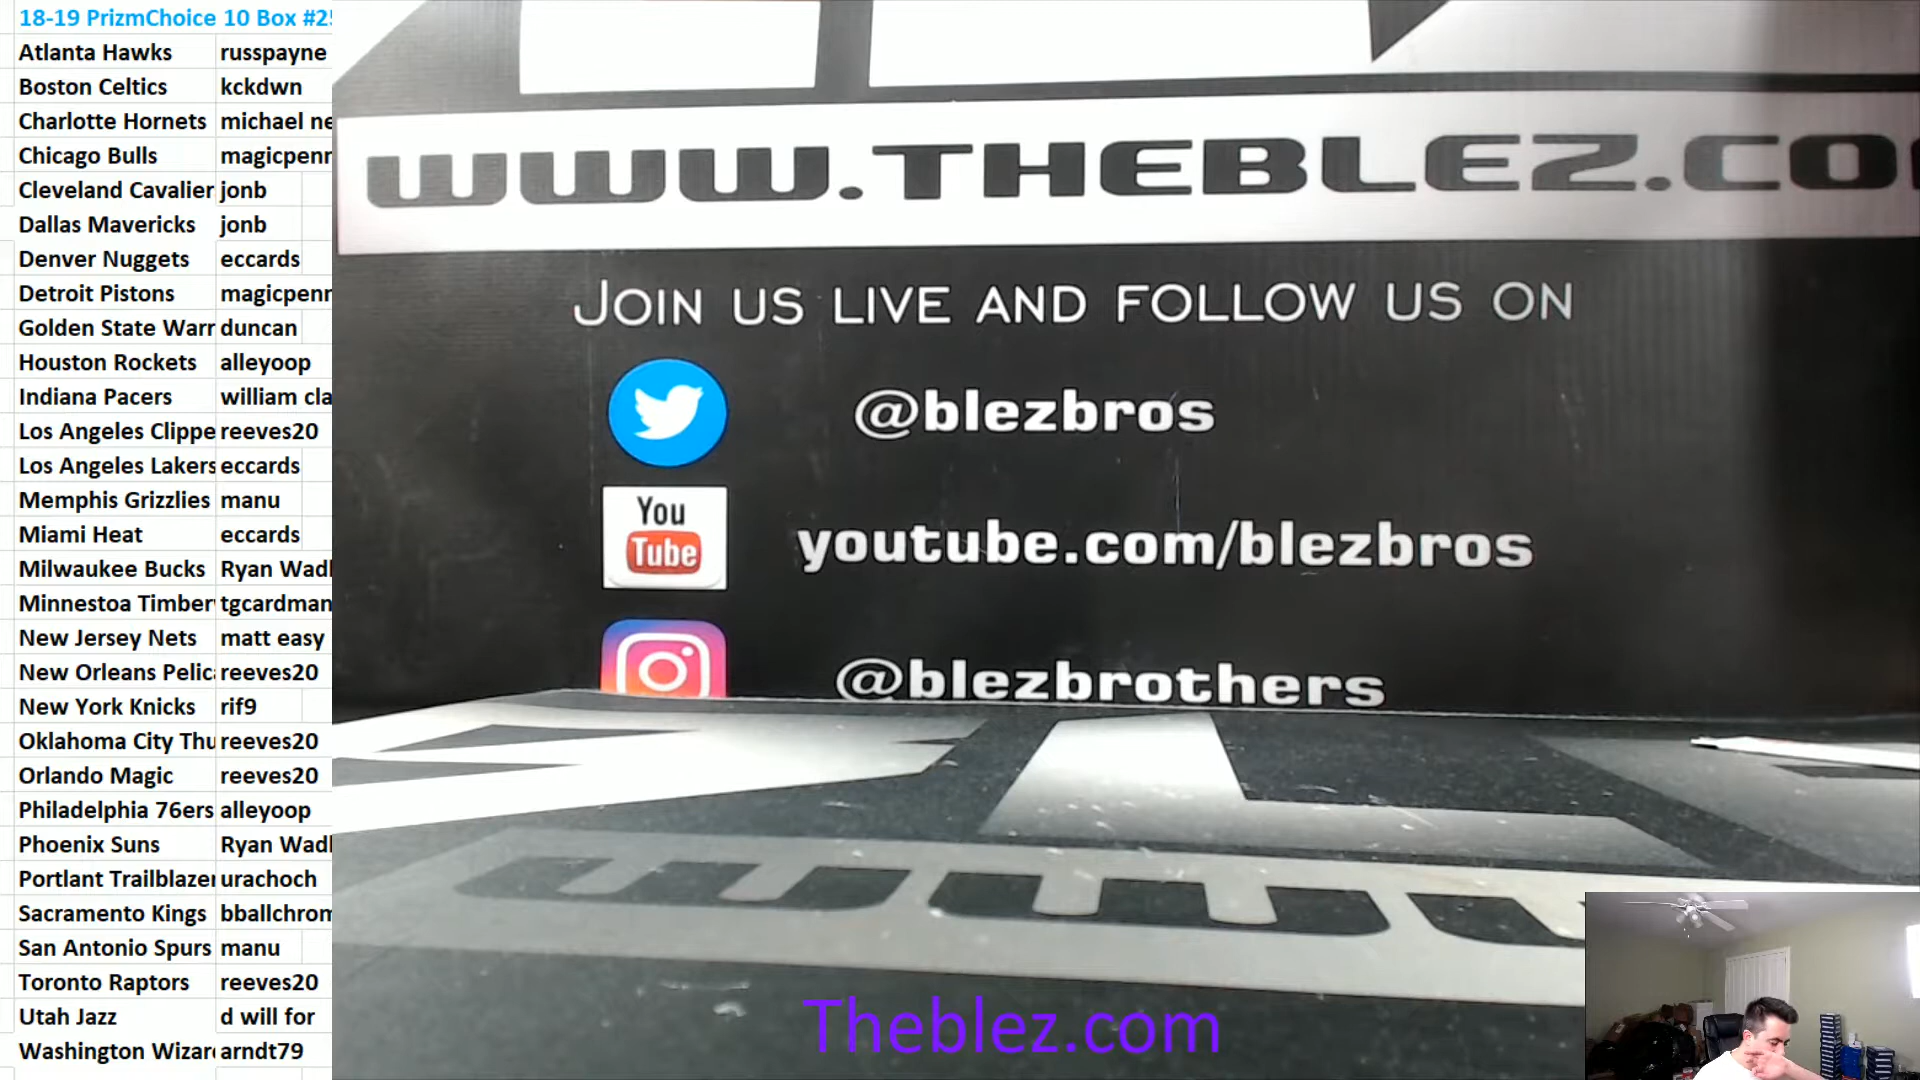 18-19 PrizmChoice 10 Box #25
Atlanta Hawks russpayne
Boston Celtics kckdwn
Charlotte Hornets michael ne
Chicago Bulls magicpenn
Cleveland Cavalier jonb
Dallas Mavericks jonb
Denver Nuggets eccards
Detroit Pistons magicpenn
Golden State Warr duncan
Houston Rockets alleyoop
Indiana Pacers william cla
Los Angeles Clippe reeves20
Los Angeles Lakers eccards
Memphis Grizzlies manu
Miami Heat eccards
Milwaukee Bucks Ryan Wadl
Minnestoa Timber tgcardman
New Jersey Nets matt easy
New Orleans Pelic reeves20
New York Knicks rif9
Oklahoma City Thu reeves20
Orlando Magic reeves20
Philadelphia 76ers alleyoop
Phoenix Suns Ryan Wadl
Portlant Trailblazer urachoch
Sacramento Kings bballchrom
San Antonio Spurs manu
Toronto Raptors reeves20
Utah Jazz d will for
Washington Wizar arndt79
WWW.THEBLEZ.CO
JOIN US LIVE AND FOLLOW US ON
@blezbros
You
Tube
youtube.com/blezbros
@blezbrothers
Theblez.com